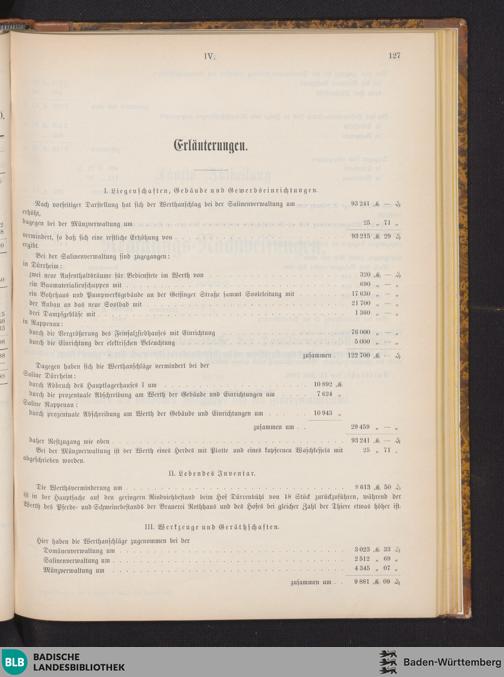 IV. 127
Erläuterungen.
I. Liegenschaften, Gebäude und Gewerbseinrichtungen.
Nach vorseitiger Darstellung hat sich der Werthanschlag bei der Salinenverwaltung um 93 241 ℳ — ₰
erhöht,
dagegen bei der Münzverwaltung um 25 „ 71 „
vermindert, so daß sich eine restliche Erhöhung von 93 215 ℳ 29 ₰
ergibt.
Bei der Salinenverwaltung sind zugegangen:
in Dürrheim:
zwei neue Aufenthaltsräume für Bedienstete im Werth von 320 ℳ — ₰
ein Baumaterialienschuppen mit 690 „ — „
ein Bohrhaus und Pumpwerksgebäude an der Geisinger Straße sammt Sooleleitung mit 17 630 „ — „
der Anbau an das neue Soolbad mit 21 700 „ — „
drei Dampfgebläse mit 1 360 „ — „
in Rappenau:
durch die Vergrößerung des Feinsalzsiedhauses mit Einrichtung 76 000 „ — „
durch die Einrichtung der elektrischen Beleuchtung 5 000 „ — „
zusammen 122 700 ℳ — ₰
Dagegen haben sich die Werthanschläge vermindert bei der
Saline Dürrheim:
durch Abbruch des Hauptlagerhauses I um 10 892 ℳ
durch die prozentuale Abschreibung am Werth der Gebäude und Einrichtungen um 7 624 „
Saline Rappenau:
durch prozentuale Abschreibung am Werth der Gebäude und Einrichtungen um 10 943 „
zusammen um 29 459 „ — „
daher Restzugang wie oben 93 241 ℳ — ₰
Bei der Münzverwaltung ist der Werth eines Herdes mit Platte und eines kupfernen Waschkessels mit 25 „ 71 „
abgeschrieben worden.
II. Lebendes Inventar.
Die Werthsverminderung um 8 613 ℳ 50 ₰
ist in der Hauptsache auf den geringern Rindviehbestand beim Hof Dürrenbühl von 18 Stück zurückzuführen, während der
Werth des Pferde- und Schweinebestands der Brauerei Rothhaus und des Hofes bei gleicher Zahl der Thiere etwas höher ist.
III. Werkzeuge und Geräthschaften.
Hier haben die Werthanschläge zugenommen bei der
Domänenverwaltung um 3 023 ℳ 33 ₰
Salinenverwaltung um 2 512 „ 69 „
Münzverwaltung um 4 345 „ 07 „
zusammen um 9 881 ℳ 09 ₰
BLB BADISCHE
LANDESBIBLIOTHEK
Baden-Württemberg